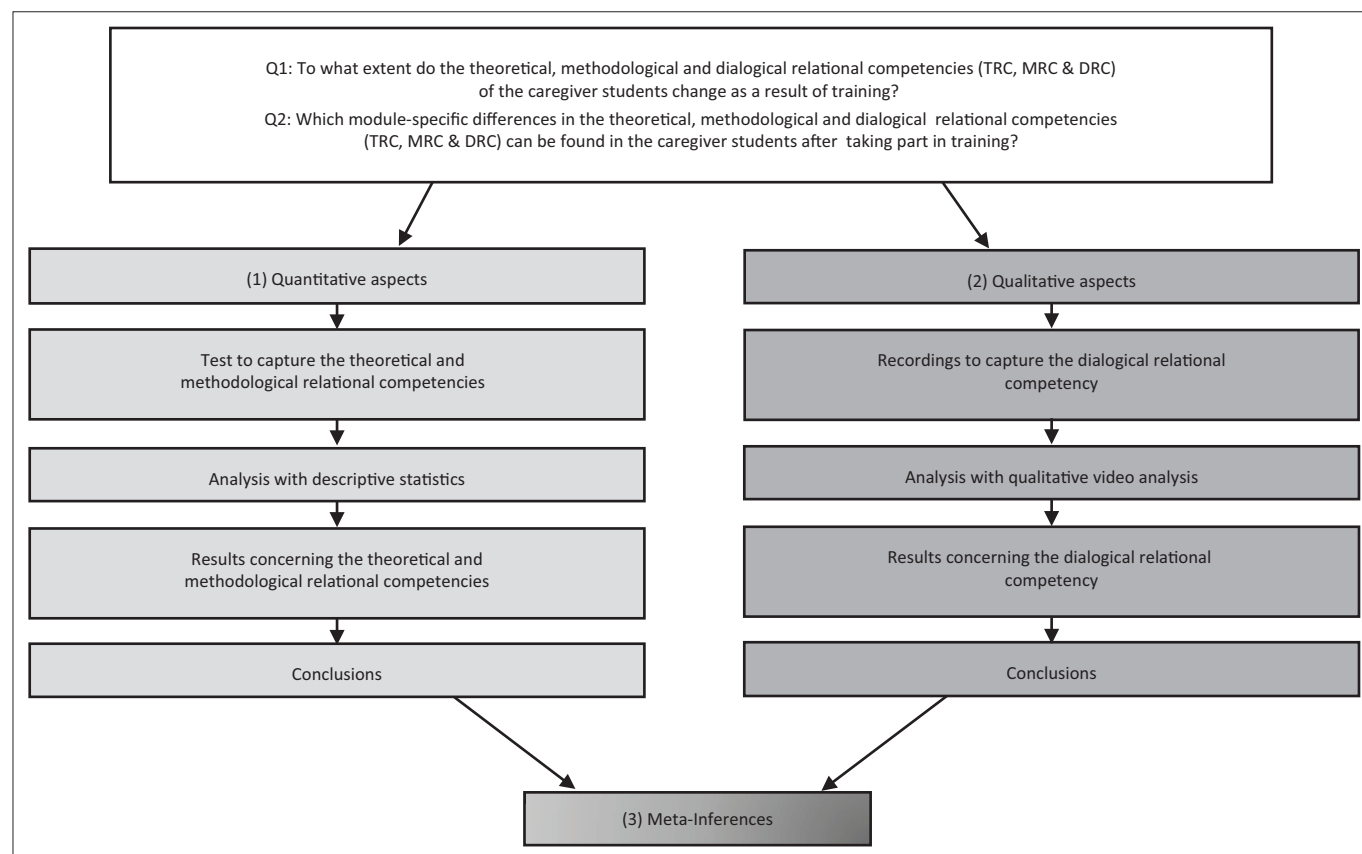 Q1: To what extent do the theoretical, methodological and dialogical relational competencies (TRC, MRC & DRC)
of the caregiver students change as a result of training?
Q2: Which module-specific differences in the theoretical, methodological and dialogical relational competencies
(TRC, MRC & DRC) can be found in the caregiver students after taking part in training?
(1) Quantitative aspects
Test to capture the theoretical and
methodological relational competencies
Analysis with descriptive statistics
Results concerning the theoretical and
methodological relational competencies
Conclusions
(2) Qualitative aspects
Recordings to capture the dialogical relational
competency
Analysis with qualitative video analysis
Results concerning the dialogical relational
competency
Conclusions
(3) Meta-Inferences